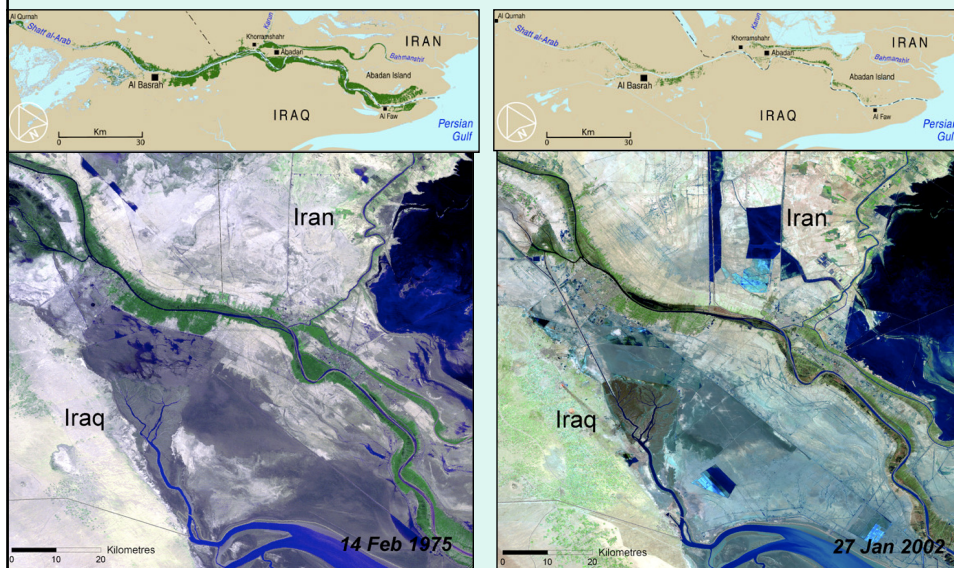 Al Qurnah
Shatt al-Arab
Karun
Khorramshahr
Abadan
IRAN
Bahmanshir
Al Basrah
Abadan Island
IRAQ
Al Faw
N
Km
0 30
Persian
Gulf
Al Qurnah
Shatt al-Arab
Karun
Khorramshahr
Abadan
IRAN
Bahmanshir
Al Basrah
Abadan Island
IRAQ
Al Faw
N
Km
0 30
Persian
Gulf
Iran
Iraq
14 Feb 1975
Kilometres
0 10 20
Iran
Iraq
27 Jan 2002
Kilometres
0 10 20